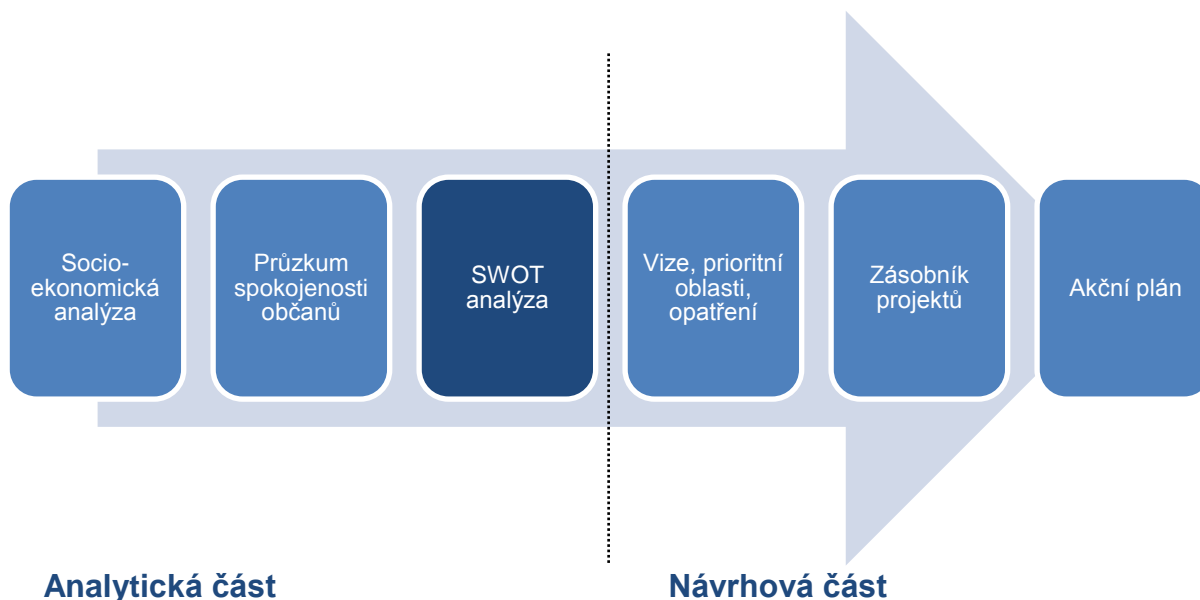 Socio-
ekonomická
analýza
Průzkum
spokojenosti
občanů
SWOT
analýza
Vize, prioritní
oblasti,
opatření
Zásobník
projektů
Akční plán
Analytická část
Návrhová část